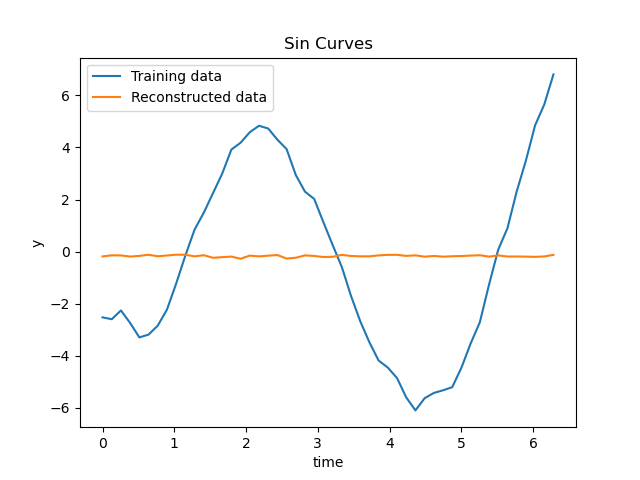 Sin Curves
Training data
Reconstructed data
y
6
4
2
0
−2
−4
−6
0 1 2 3 4 5 6
time